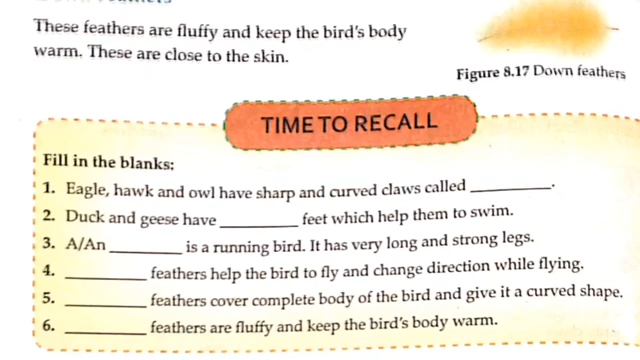 These feathers are fluffy and keep the bird's body
warm. These are close to the skin.
Figure 8.17 Down feathers
TIME TO RECALL
Fill in the blanks:
1. Eagle, hawk and owl have sharp and curved claws called __________.
2. Duck and geese have __________ feet which help them to swim.
3. A/An __________ is a running bird. It has very long and strong legs.
4. __________ feathers help the bird to fly and change direction while flying.
5. __________ feathers cover complete body of the bird and give it a curved shape.
6. __________ feathers are fluffy and keep the bird's body warm.